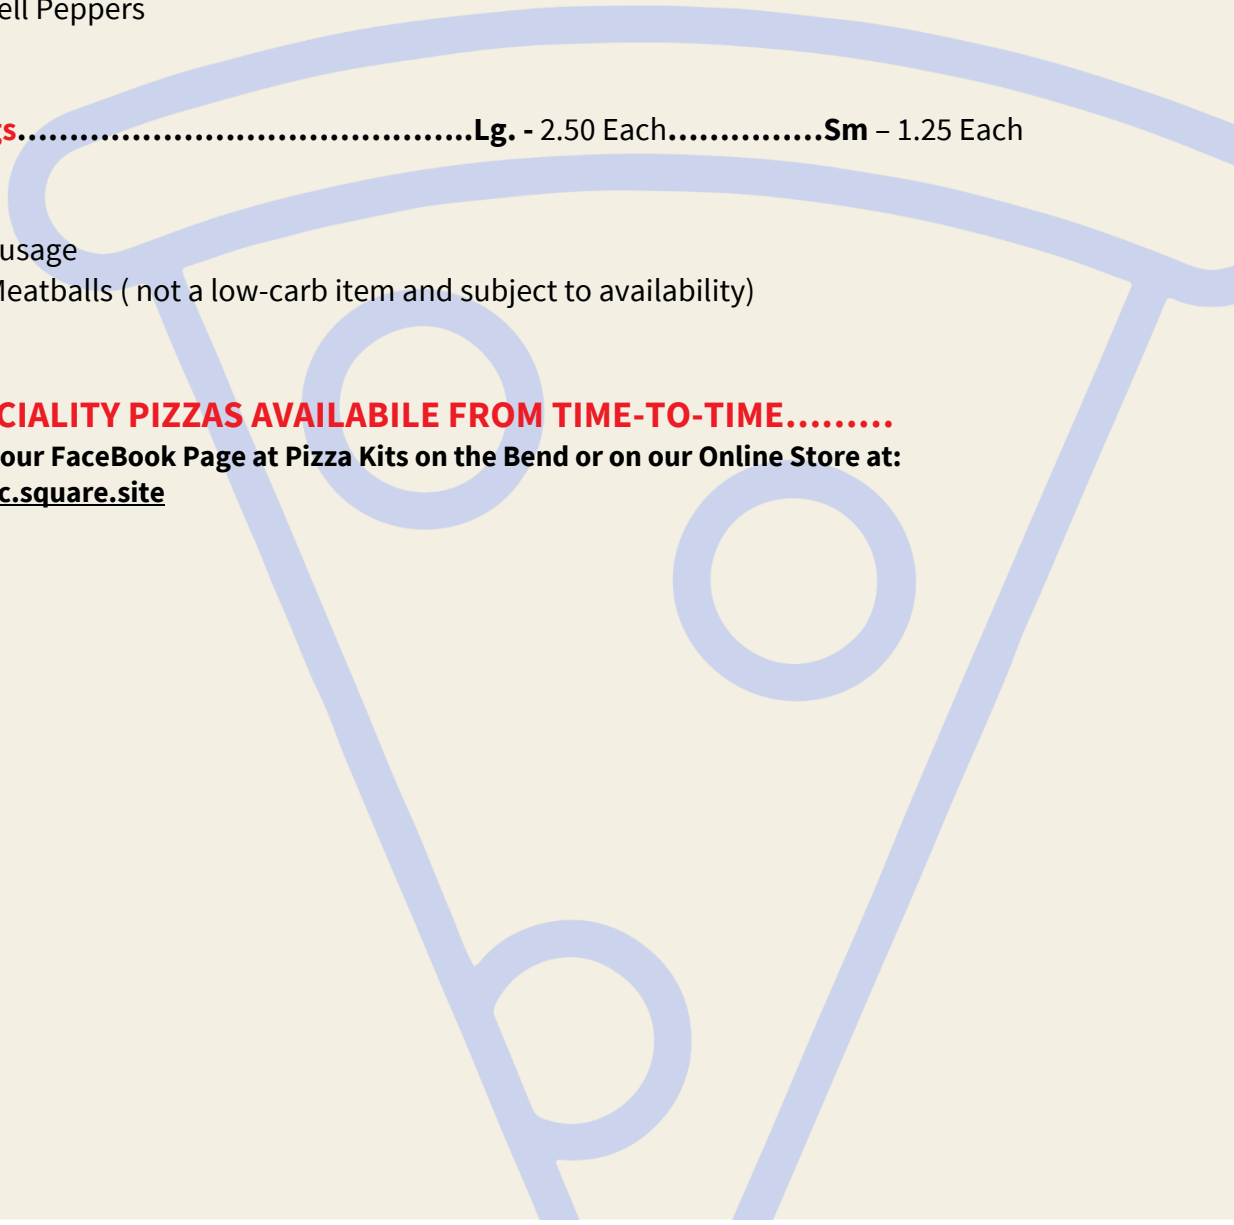 ell Peppers
gs............................................Lg. - 2.50 Each...............Sm – 1.25 Each
usage
Meatballs ( not a low-carb item and subject to availability)
CIALITY PIZZAS AVAILABILE FROM TIME-TO-TIME.........
our FaceBook Page at Pizza Kits on the Bend or on our Online Store at:
c.square.site